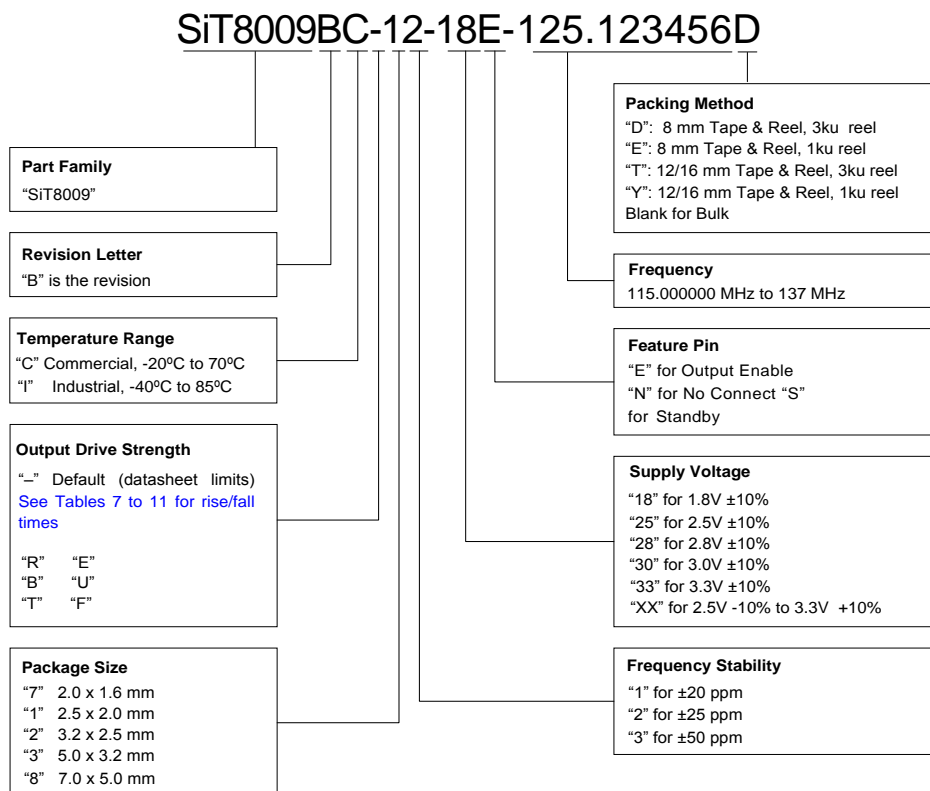 SiT8009BC-12-18E-125.123456D
Part Family
“SiT8009”
Revision Letter
“B” is the revision
Temperature Range
“C” Commercial, -20ºC to 70ºC
“I” Industrial, -40ºC to 85ºC
Output Drive Strength
“–” Default (datasheet limits)
See Tables 7 to 11 for rise/fall
times
“R” “E”
“B” “U”
“T” “F”
Package Size
“7” 2.0 x 1.6 mm
“1” 2.5 x 2.0 mm
“2” 3.2 x 2.5 mm
“3” 5.0 x 3.2 mm
“8” 7.0 x 5.0 mm
Packing Method
“D”: 8 mm Tape & Reel, 3ku reel
“E”: 8 mm Tape & Reel, 1ku reel
“T”: 12/16 mm Tape & Reel, 3ku reel
“Y”: 12/16 mm Tape & Reel, 1ku reel
Blank for Bulk
Frequency
115.000000 MHz to 137 MHz
Feature Pin
“E” for Output Enable
“N” for No Connect “S”
for Standby
Supply Voltage
“18” for 1.8V ±10%
“25” for 2.5V ±10%
“28” for 2.8V ±10%
“30” for 3.0V ±10%
“33” for 3.3V ±10%
“XX” for 2.5V -10% to 3.3V +10%
Frequency Stability
“1” for ±20 ppm
“2” for ±25 ppm
“3” for ±50 ppm